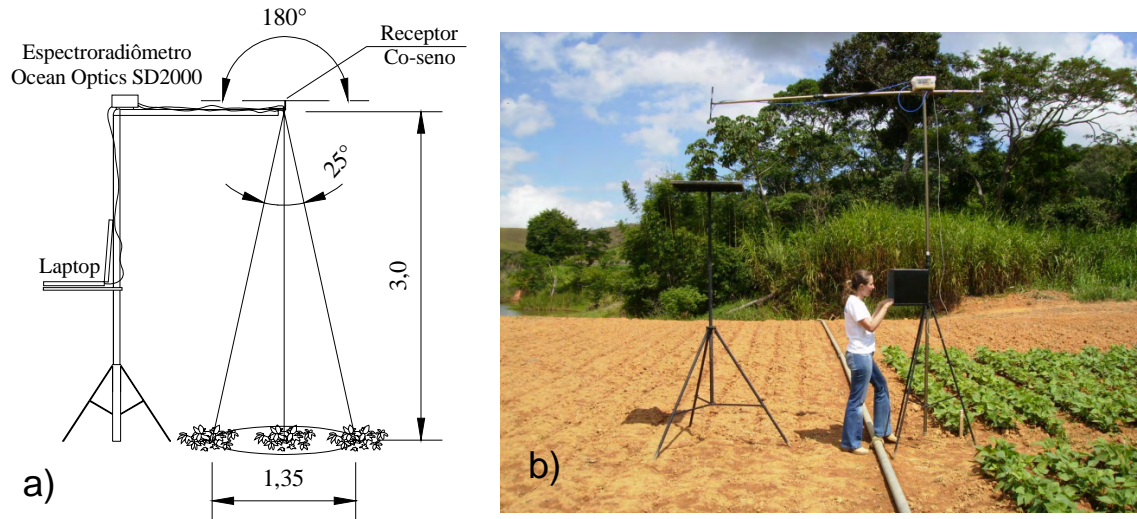 180°
Receptor
Co-seno
Espectroradiômetro
Ocean Optics SD2000
25°
Laptop
3,0
1,35
a)
b)